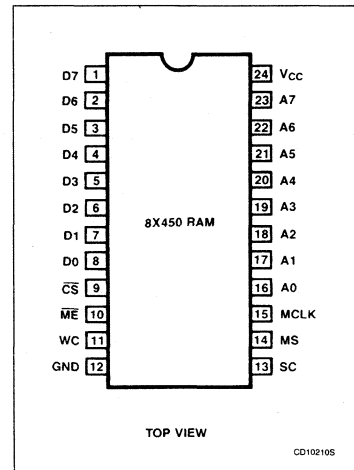 D7 1 24 VCC
D6 2 23 A7
D5 3 22 A6
D4 4 21 A5
D3 5 20 A4
D2 6 19 A3
8X450 RAM
D1 7 18 A2
D0 8 17 A1
CS 9 16 A0
ME 10 15 MCLK
WC 11 14 MS
GND 12 13 SC
TOP VIEW
CD10210S